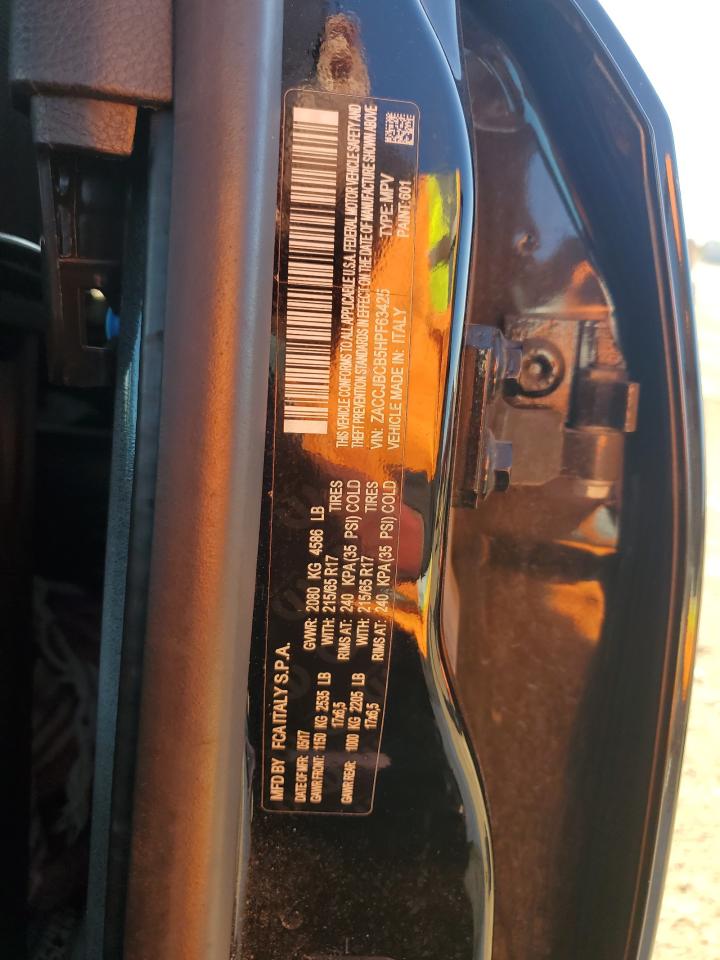 MFD BY FCA ITALY S.P.A.
DATE OF MFR: 05/17 GVWR: 2080 KG 4586 LB
GAWR FRONT: 1150 KG 2535 LB WITH: 215/65 R17 TIRES
17x6,5 RIMS AT: 240 KPA (35 PSI) COLD
GAWR REAR: 1000 KG 2205 LB WITH: 215/65 R17 TIRES
17x6,5 RIMS AT: 240 KPA (35 PSI) COLD
THIS VEHICLE CONFORMS TO ALL APPLICABLE U.S.A. FEDERAL MOTOR VEHICLE SAFETY AND
THEFT PREVENTION STANDARDS IN EFFECT ON THE DATE OF MANUFACTURE SHOWN ABOVE
VIN: ZACCJBCB5HPF63425 TYPE: MPV
VEHICLE MADE IN: ITALY PAINT: 601